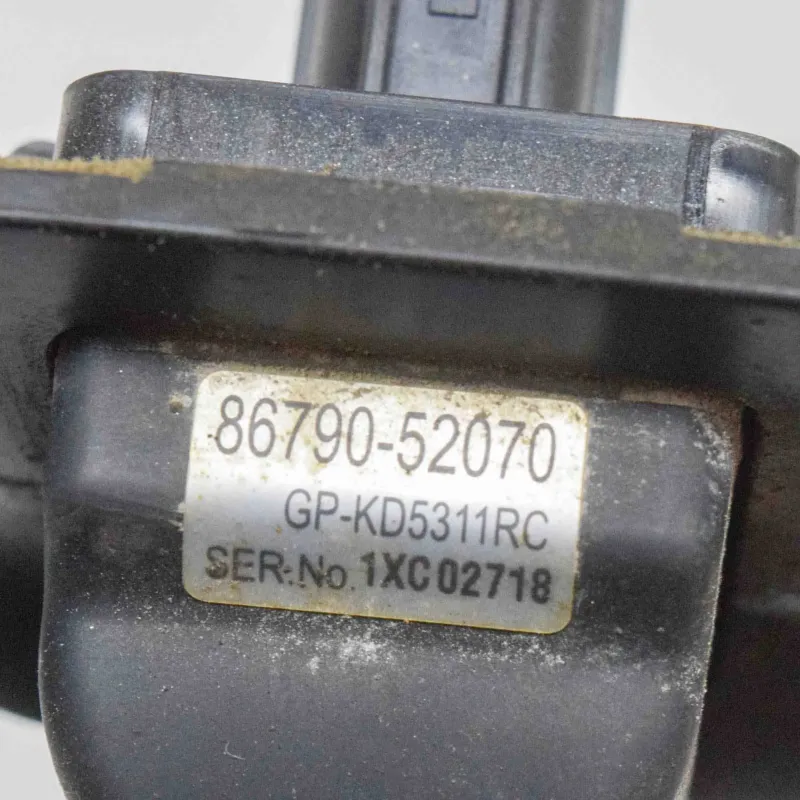 86790-52070
GP-KD5311RC
SER.No. 1XC02718